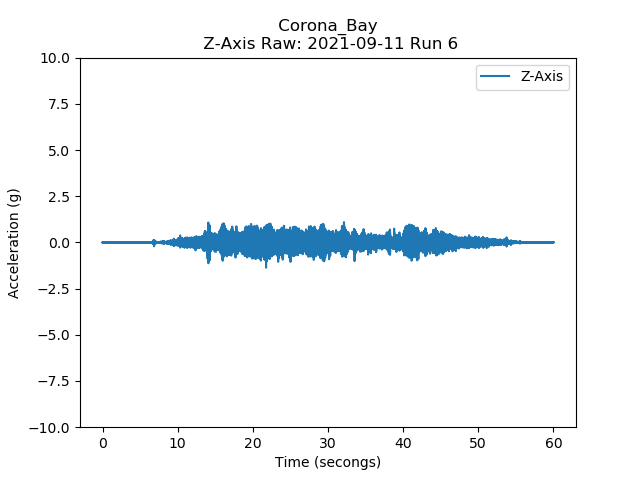 Corona_Bay
Z-Axis Raw: 2021-09-11 Run 6
Z-Axis
10.0
7.5
5.0
2.5
0.0
−2.5
−5.0
−7.5
−10.0
Acceleration (g)
0 10 20 30 40 50 60
Time (secongs)